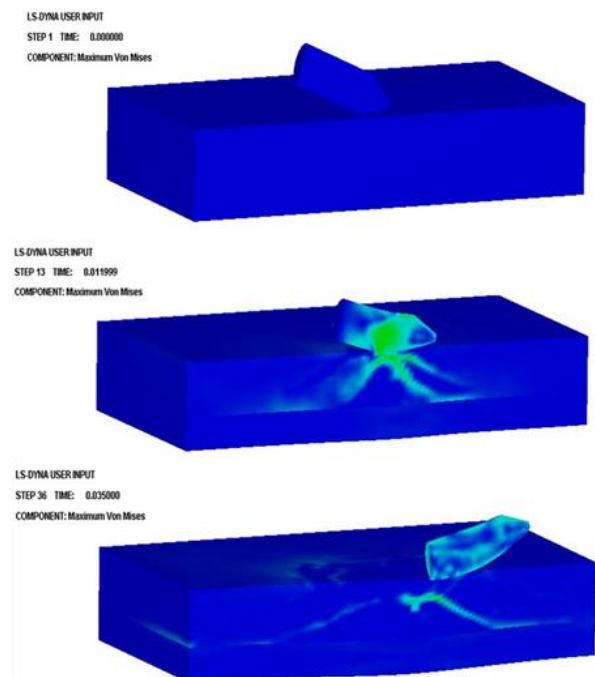 LS-DYNA USER INPUT
STEP 1 TIME: 0.000000
COMPONENT: Maximum Von Mises
LS-DYNA USER INPUT
STEP 13 TIME: 0.011999
COMPONENT: Maximum Von Mises
LS-DYNA USER INPUT
STEP 36 TIME: 0.035000
COMPONENT: Maximum Von Mises